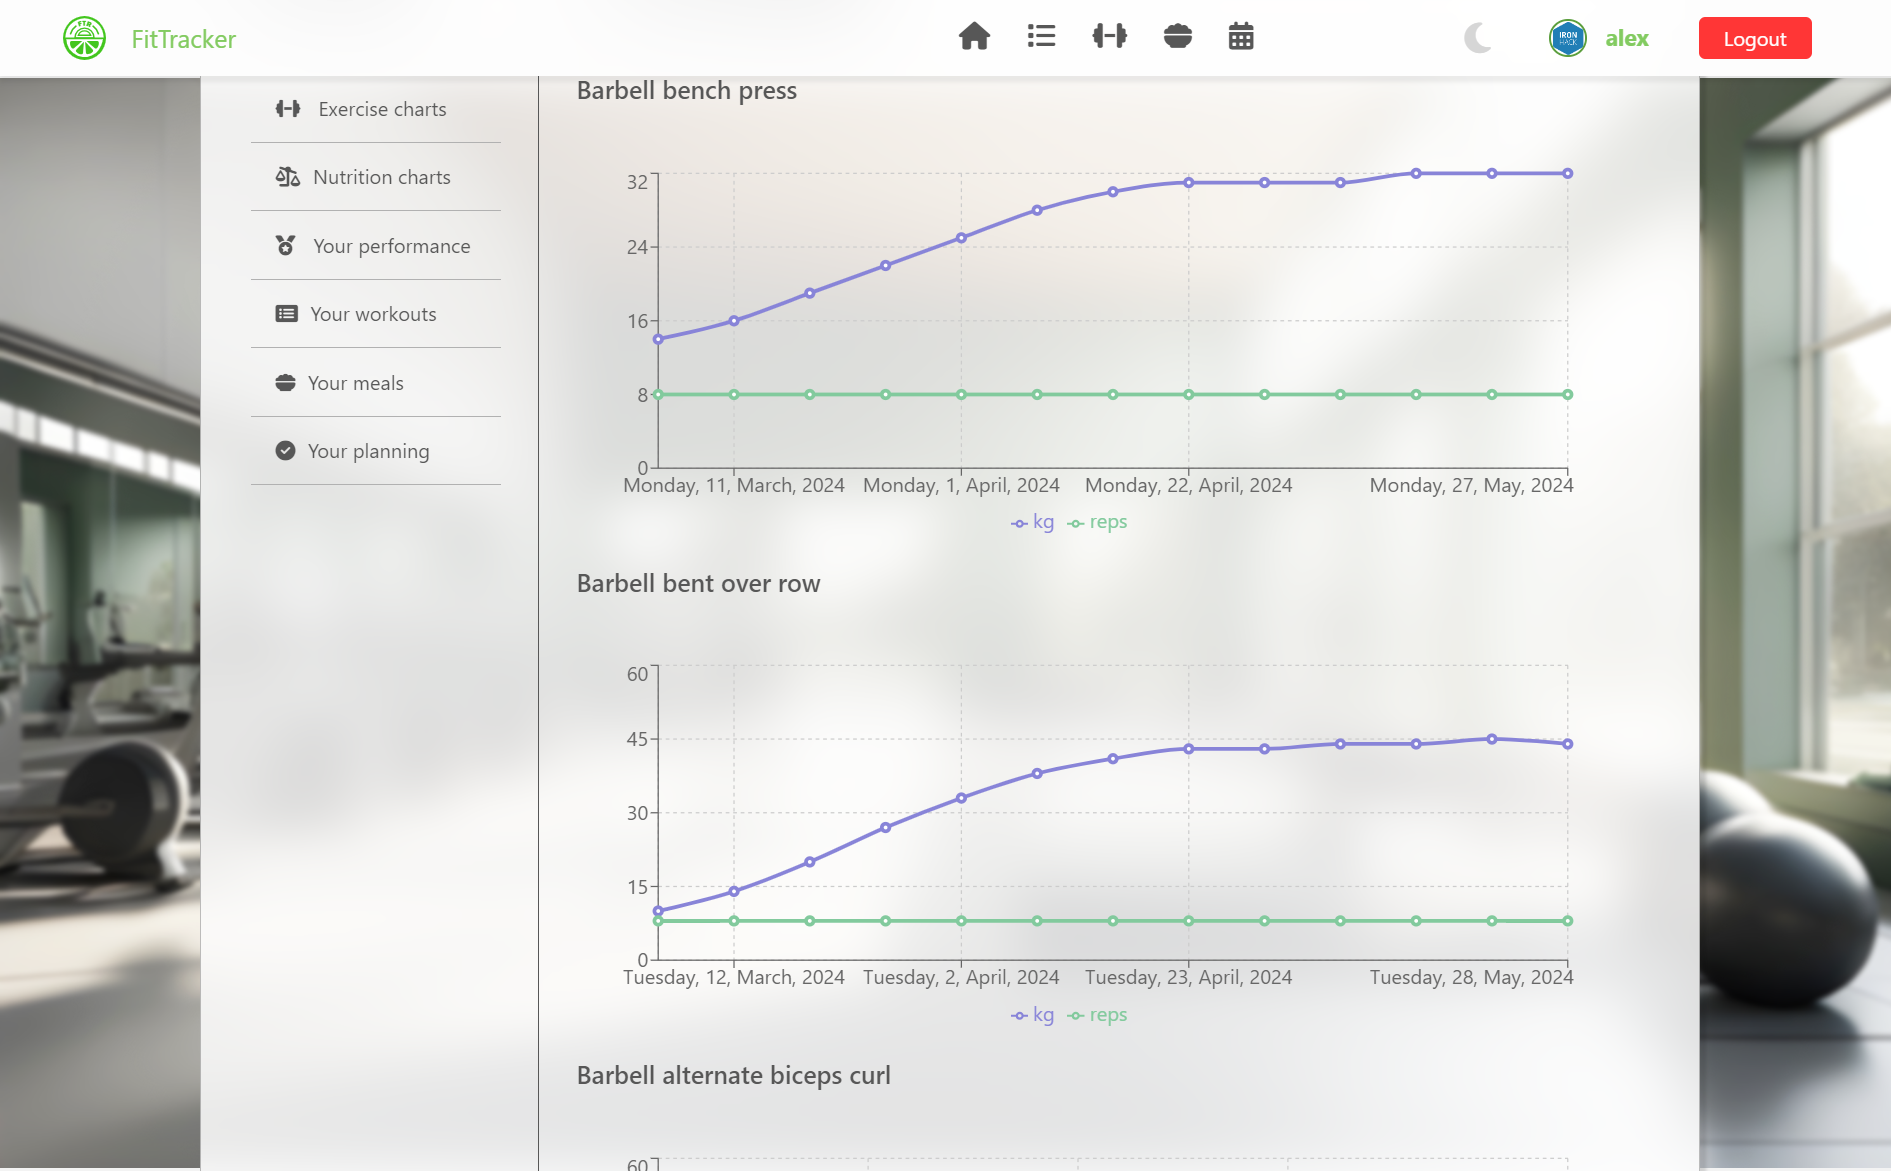 FitTracker
IRON
HACK
alex
Logout
Exercise charts
Nutrition charts
Your performance
Your workouts
Your meals
Your planning
Barbell bench press
32
24
16
8
0
Monday, 11, March, 2024 Monday, 1, April, 2024 Monday, 22, April, 2024 Monday, 27, May, 2024
kg reps
Barbell bent over row
60
45
30
15
0
Tuesday, 12, March, 2024 Tuesday, 2, April, 2024 Tuesday, 23, April, 2024 Tuesday, 28, May, 2024
kg reps
Barbell alternate biceps curl
60